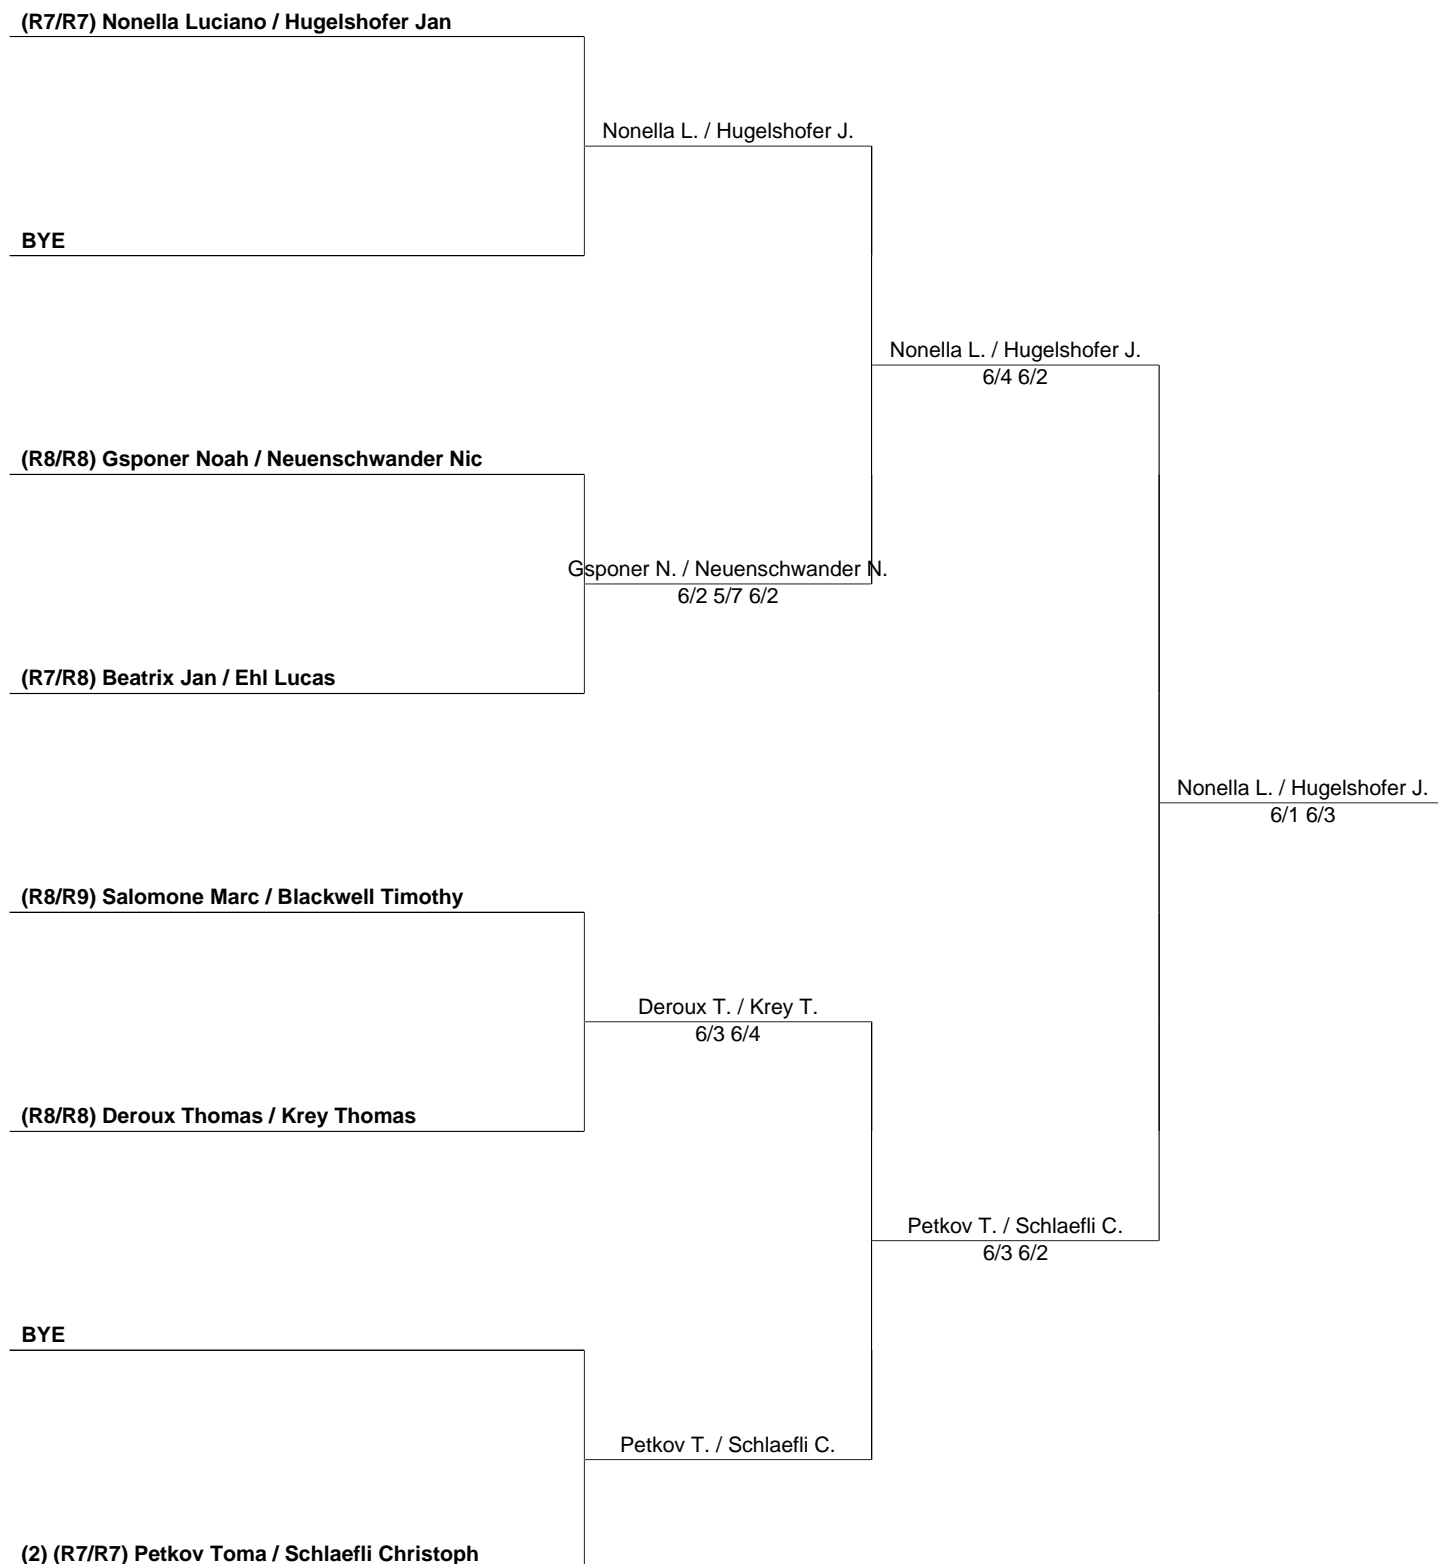 (R7/R7) Nonella Luciano / Hugelshofer Jan
Nonella L. / Hugelshofer J.
BYE
Nonella L. / Hugelshofer J.
6/4 6/2
(R8/R8) Gsponer Noah / Neuenschwander Nic
Gsponer N. / Neuenschwander N.
6/2 5/7 6/2
(R7/R8) Beatrix Jan / Ehl Lucas
Nonella L. / Hugelshofer J.
6/1 6/3
(R8/R9) Salomone Marc / Blackwell Timothy
Deroux T. / Krey T.
6/3 6/4
(R8/R8) Deroux Thomas / Krey Thomas
Petkov T. / Schlaefli C.
6/3 6/2
BYE
Petkov T. / Schlaefli C.
(2) (R7/R7) Petkov Toma / Schlaefli Christoph